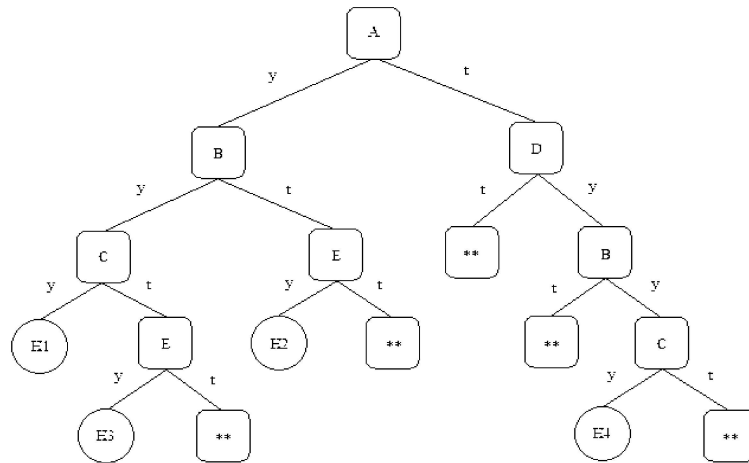 A
y t
B D
y t t y
C E ** B
y t y t t y
H1 E H2 ** ** C
y t y t
H3 ** H4 **